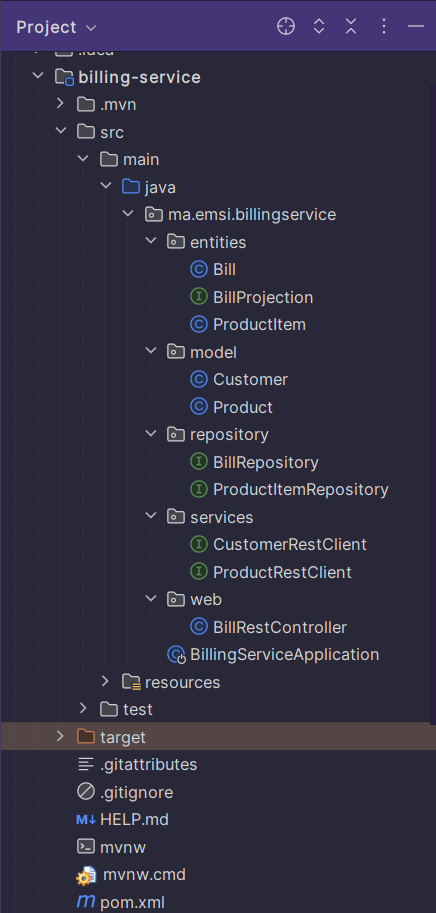 Project
.idea
billing-service
.mvn
src
main
java
ma.emsi.billingservice
entities
C Bill
I BillProjection
C ProductItem
model
C Customer
C Product
repository
I BillRepository
I ProductItemRepository
services
I CustomerRestClient
I ProductRestClient
web
C BillRestController
C BillingServiceApplication
resources
test
target
.gitattributes
.gitignore
M↓ HELP.md
mvnw
mvnw.cmd
m pom.xml